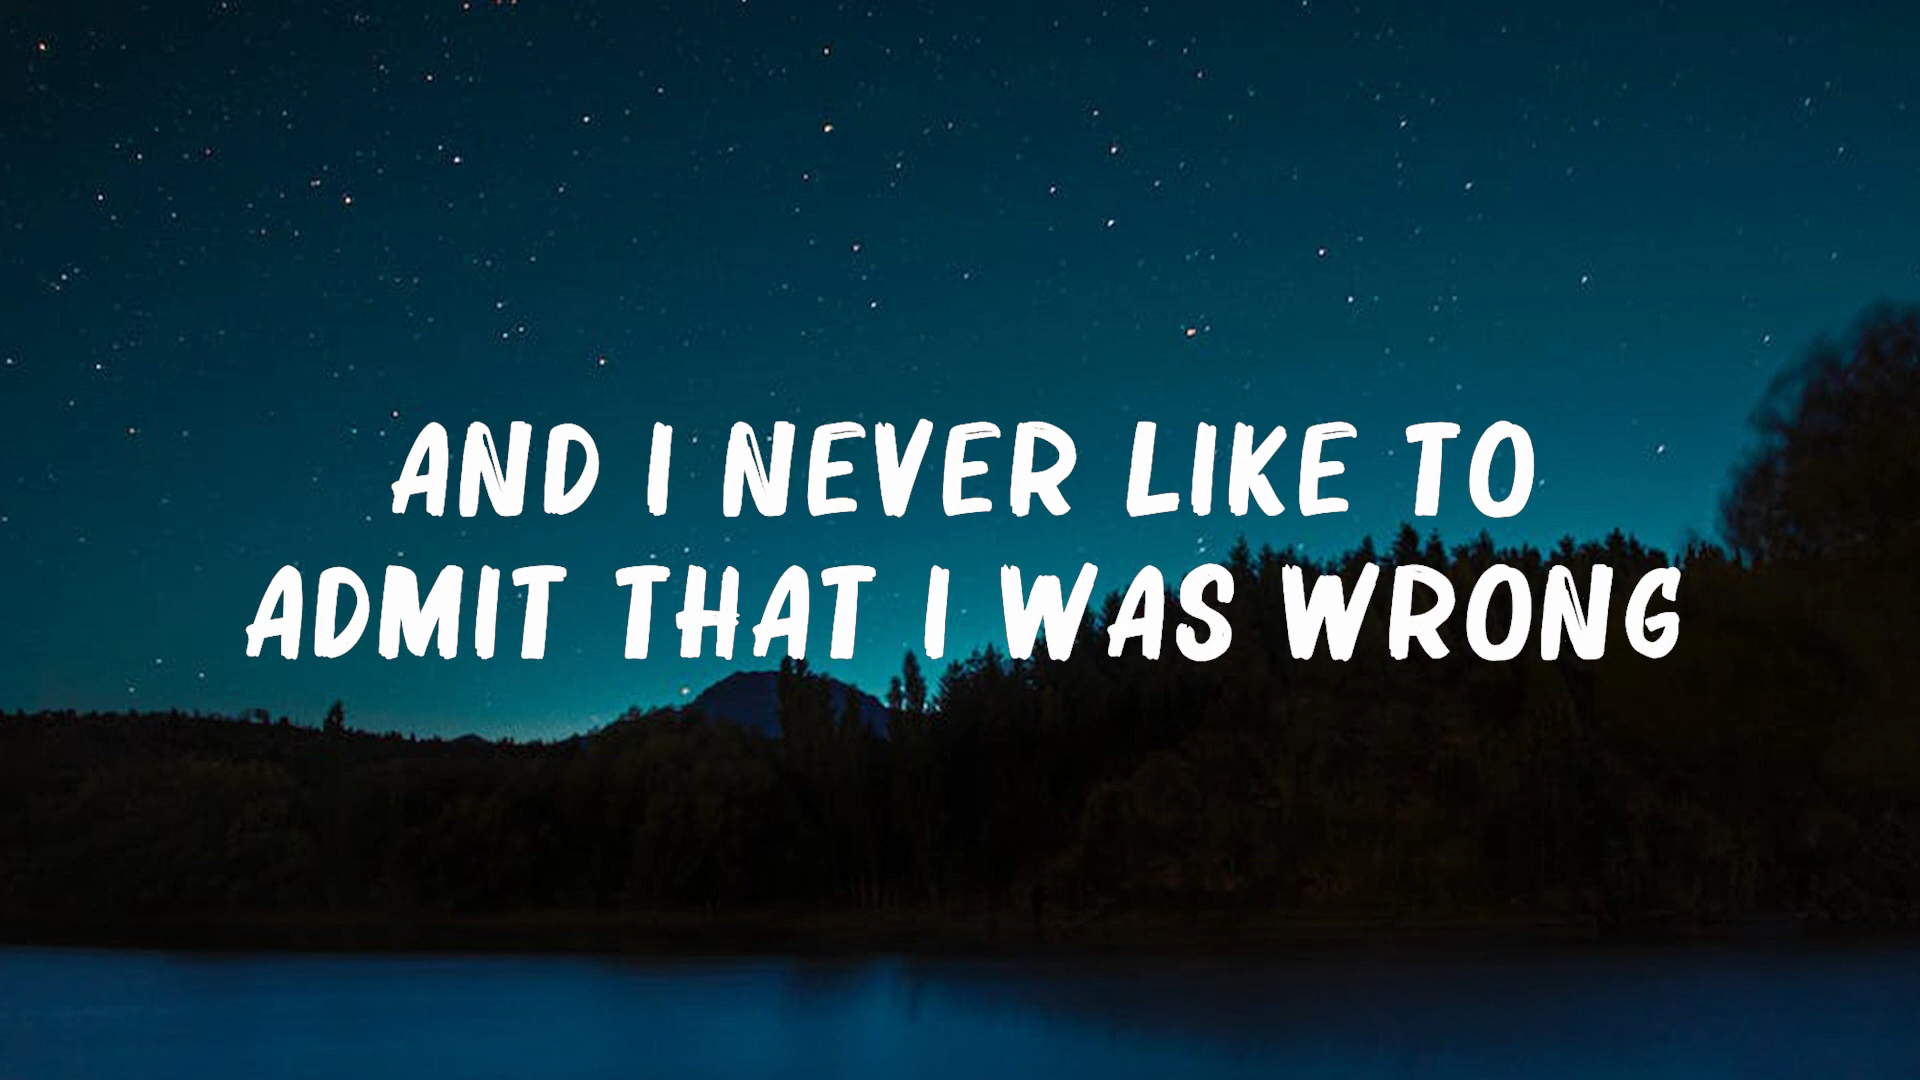 AND I NEVER LIKE TO
ADMIT THAT I WAS WRONG